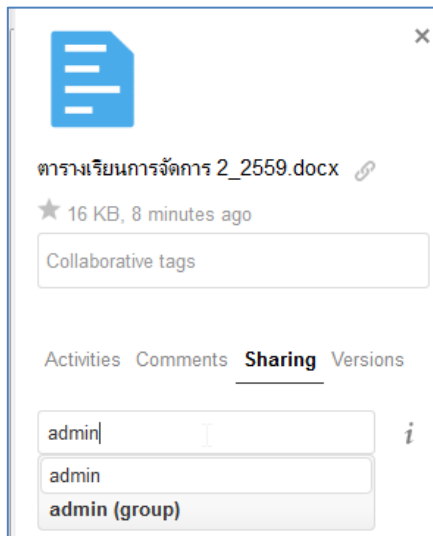 ตารางเรียนการจัดการ 2_2559.docx
16 KB, 8 minutes ago
Collaborative tags
Activities Comments Sharing Versions
admin
admin
admin (group)